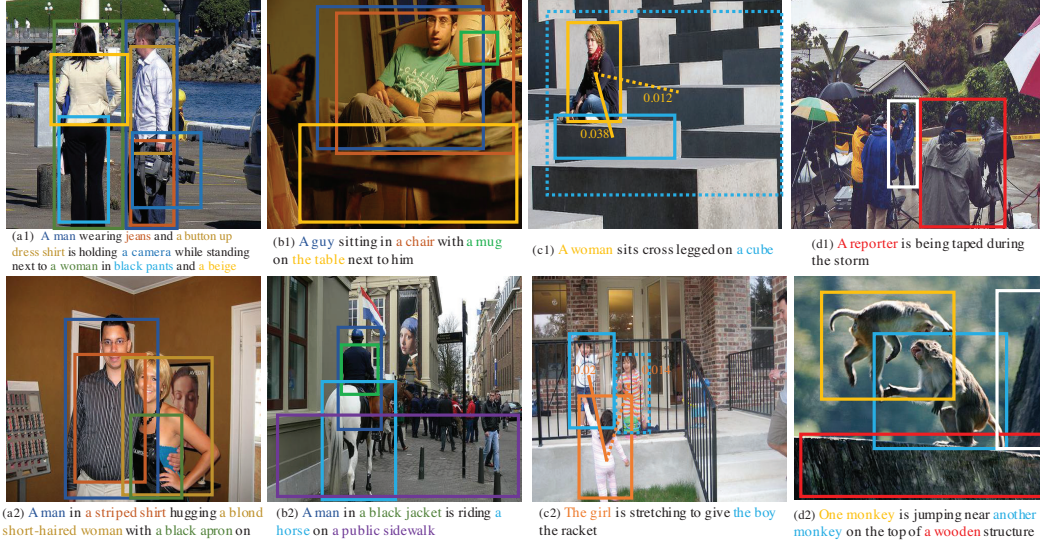 0.012
0.038
(a1) A man wearing jeans and a button up
dress shirt is holding a camera while standing
next to a woman in black pants and a beige
(b1) A guy sitting in a chair with a mug
on the table next to him
(c1) A woman sits cross legged on a cube
(d1) A reporter is being taped during
the storm
(a2) A man in a striped shirt hugging a blond
short-haired woman with a black apron on
(b2) A man in a black jacket is riding a
horse on a public sidewalk
(c2) The girl is stretching to give the boy
the racket
(d2) One monkey is jumping near another
monkey on the top of a wooden structure